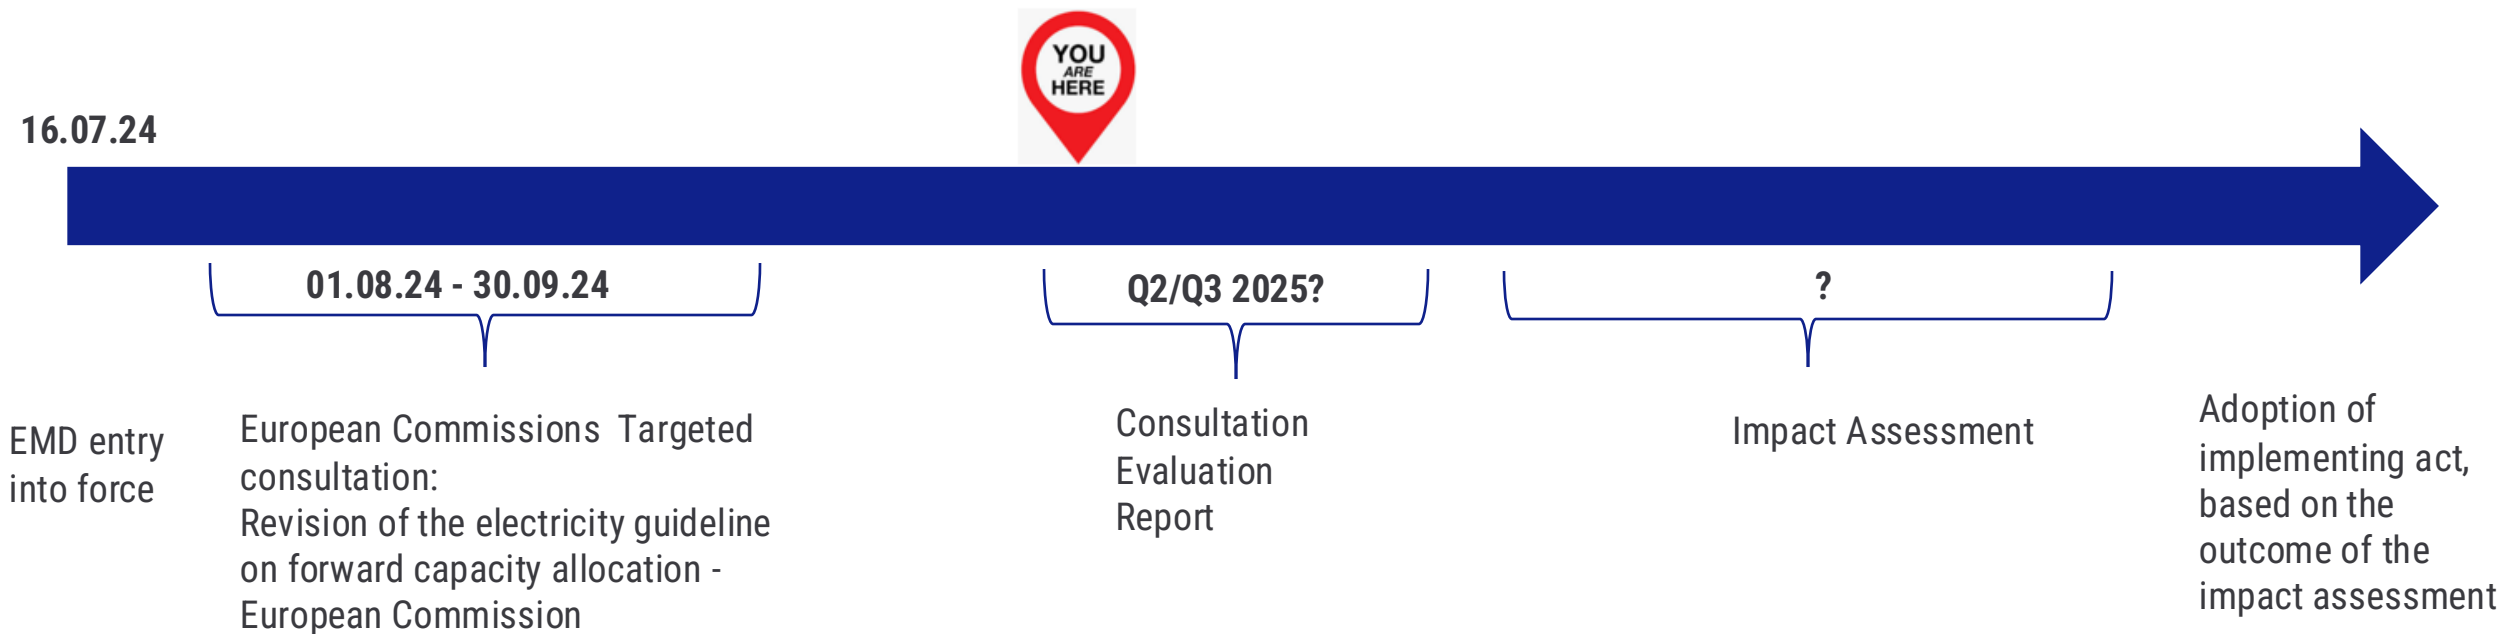 YOU
ARE
HERE
16.07.24
01.08.24 - 30.09.24
Q2/Q3 2025?
?
EMD entry
into force
European Commissions  Targeted
consultation:
Revision of the electricity guideline
on forward capacity allocation -
European Commission
Consultation
Evaluation
Report
Impact Assessment
Adoption of
implementing act,
based on the
outcome of the
impact assessment